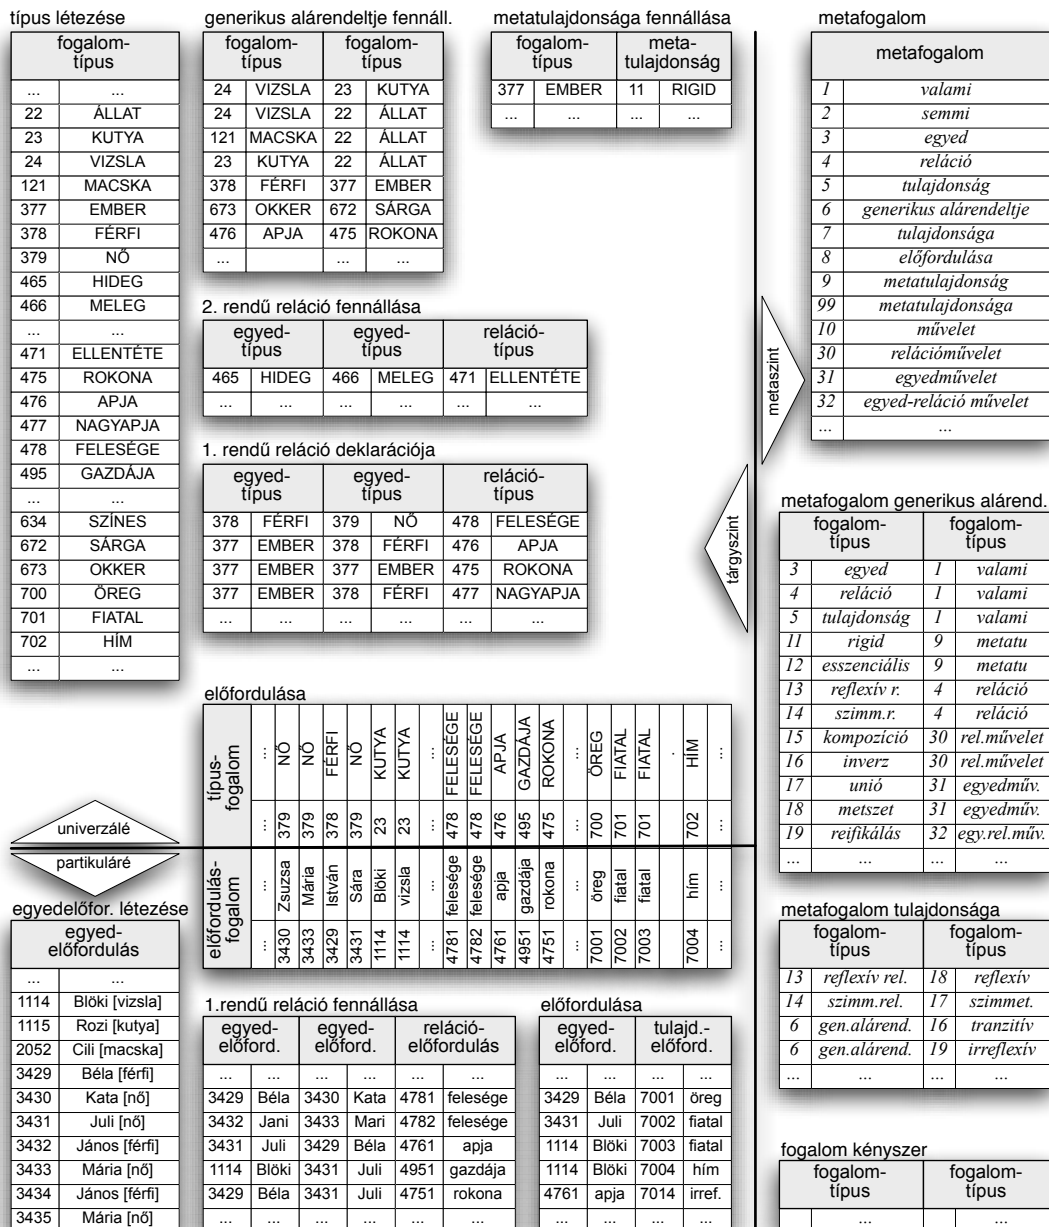 típus létezése
fogalom-
típus
... ...
22 ÁLLAT
23 KUTYA
24 VIZSLA
121 MACSKA
377 EMBER
378 FÉRFI
379 NŐ
465 HIDEG
466 MELEG
... ...
471 ELLENTÉTE
475 ROKONA
476 APJA
477 NAGYAPJA
478 FELESÉGE
495 GAZDÁJA
... ...
634 SZÍNES
672 SÁRGA
673 OKKER
700 ÖREG
701 FIATAL
702 HÍM
... ...
generikus alárendeltje fennáll.
fogalom- fogalom-
típus típus
24 VIZSLA 23 KUTYA
24 VIZSLA 22 ÁLLAT
121 MACSKA 22 ÁLLAT
23 KUTYA 22 ÁLLAT
378 FÉRFI 377 EMBER
673 OKKER 672 SÁRGA
476 APJA 475 ROKONA
... ... ...
metatulajdonsága fennállása
fogalom- meta-
típus tulajdonság
377 EMBER 11 RIGID
... ... ... ...
2. rendű reláció fennállása
egyed- egyed- reláció-
típus típus típus
465 HIDEG 466 MELEG 471 ELLENTÉTE
... ... ... ... ... ...
1. rendű reláció deklarációja
egyed- egyed- reláció-
típus típus típus
378 FÉRFI 379 NŐ 478 FELESÉGE
377 EMBER 378 FÉRFI 476 APJA
377 EMBER 377 EMBER 475 ROKONA
377 EMBER 378 FÉRFI 477 NAGYAPJA
... ... ... ... ... ...
metaszint
tárgyszint
metafogalom
metafogalom
1 valami
2 semmi
3 egyed
4 reláció
5 tulajdonság
6 generikus alárendeltje
7 tulajdonsága
8 előfordulása
9 metatulajdonság
99 metatulajdonsága
10 művelet
30 relációművelet
31 egyedművelet
32 egyed-reláció művelet
... ...
metafogalom generikus alárend.
fogalom- fogalom-
típus típus
3 egyed 1 valami
4 reláció 1 valami
5 tulajdonság 1 valami
11 rigid 9 metatu
12 esszenciális 9 metatu
13 reflexív r. 4 reláció
14 szimm.r. 4 reláció
15 kompozíció 30 rel.művelet
16 inverz 30 rel.művelet
17 unió 31 egyedműv.
18 metszet 31 egyedműv.
19 reifikálás 32 egy.rel.műv.
... ... ... ...
univerzálé
partikuláré
előfordulása
típus-
fogalom
... NŐ NŐ FÉRFI NŐ KUTYA KUTYA ... FELESÉGE FELESÉGE APJA GAZDÁJA ROKONA ... ÖREG FIATAL FIATAL . HÍM ...
... 379 379 378 379 23 23 ... 478 478 476 495 475 ... 700 701 701 702 ...
előfordulás-
fogalom
... Zsuzsa Mária István Sára Blöki vizsla ... felesége felesége apja gazdája rokona ... öreg fiatal fiatal hím ...
... 3430 3433 3429 3431 1114 1114 ... 4781 4782 4761 4951 4751 ... 7001 7002 7003 7004 ...
egyedelőfor. létezése
egyed-
előfordulás
... ...
1114 Blöki [vizsla]
1115 Rozi [kutya]
2052 Cili [macska]
3429 Béla [férfi]
3430 Kata [nő]
3431 Juli [nő]
3432 János [férfi]
3433 Mária [nő]
3434 János [férfi]
3435 Mária [nő]
1.rendű reláció fennállása
egyed- egyed- reláció-
előford. előford. előfordulás
... ... ... ... ... ...
3429 Béla 3430 Kata 4781 felesége
3432 Jani 3433 Mari 4782 felesége
3431 Juli 3429 Béla 4761 apja
1114 Blöki 3431 Juli 4951 gazdája
3429 Béla 3431 Juli 4751 rokona
... ... ... ... ... ...
előfordulása
egyed- tulajd.-
előford. előford.
... ... ... ...
3429 Béla 7001 öreg
3431 Juli 7002 fiatal
1114 Blöki 7003 fiatal
1114 Blöki 7004 hím
4761 apja 7014 irref.
... ... ... ...
metafogalom tulajdonsága
fogalom- fogalom-
típus típus
13 reflexív rel. 18 reflexív
14 szimm.rel. 17 szimmet.
6 gen.alárend. 16 tranzitív
6 gen.alárend. 19 irreflexív
... ... ... ...
fogalom kényszer
fogalom- fogalom-
típus típus
... ...